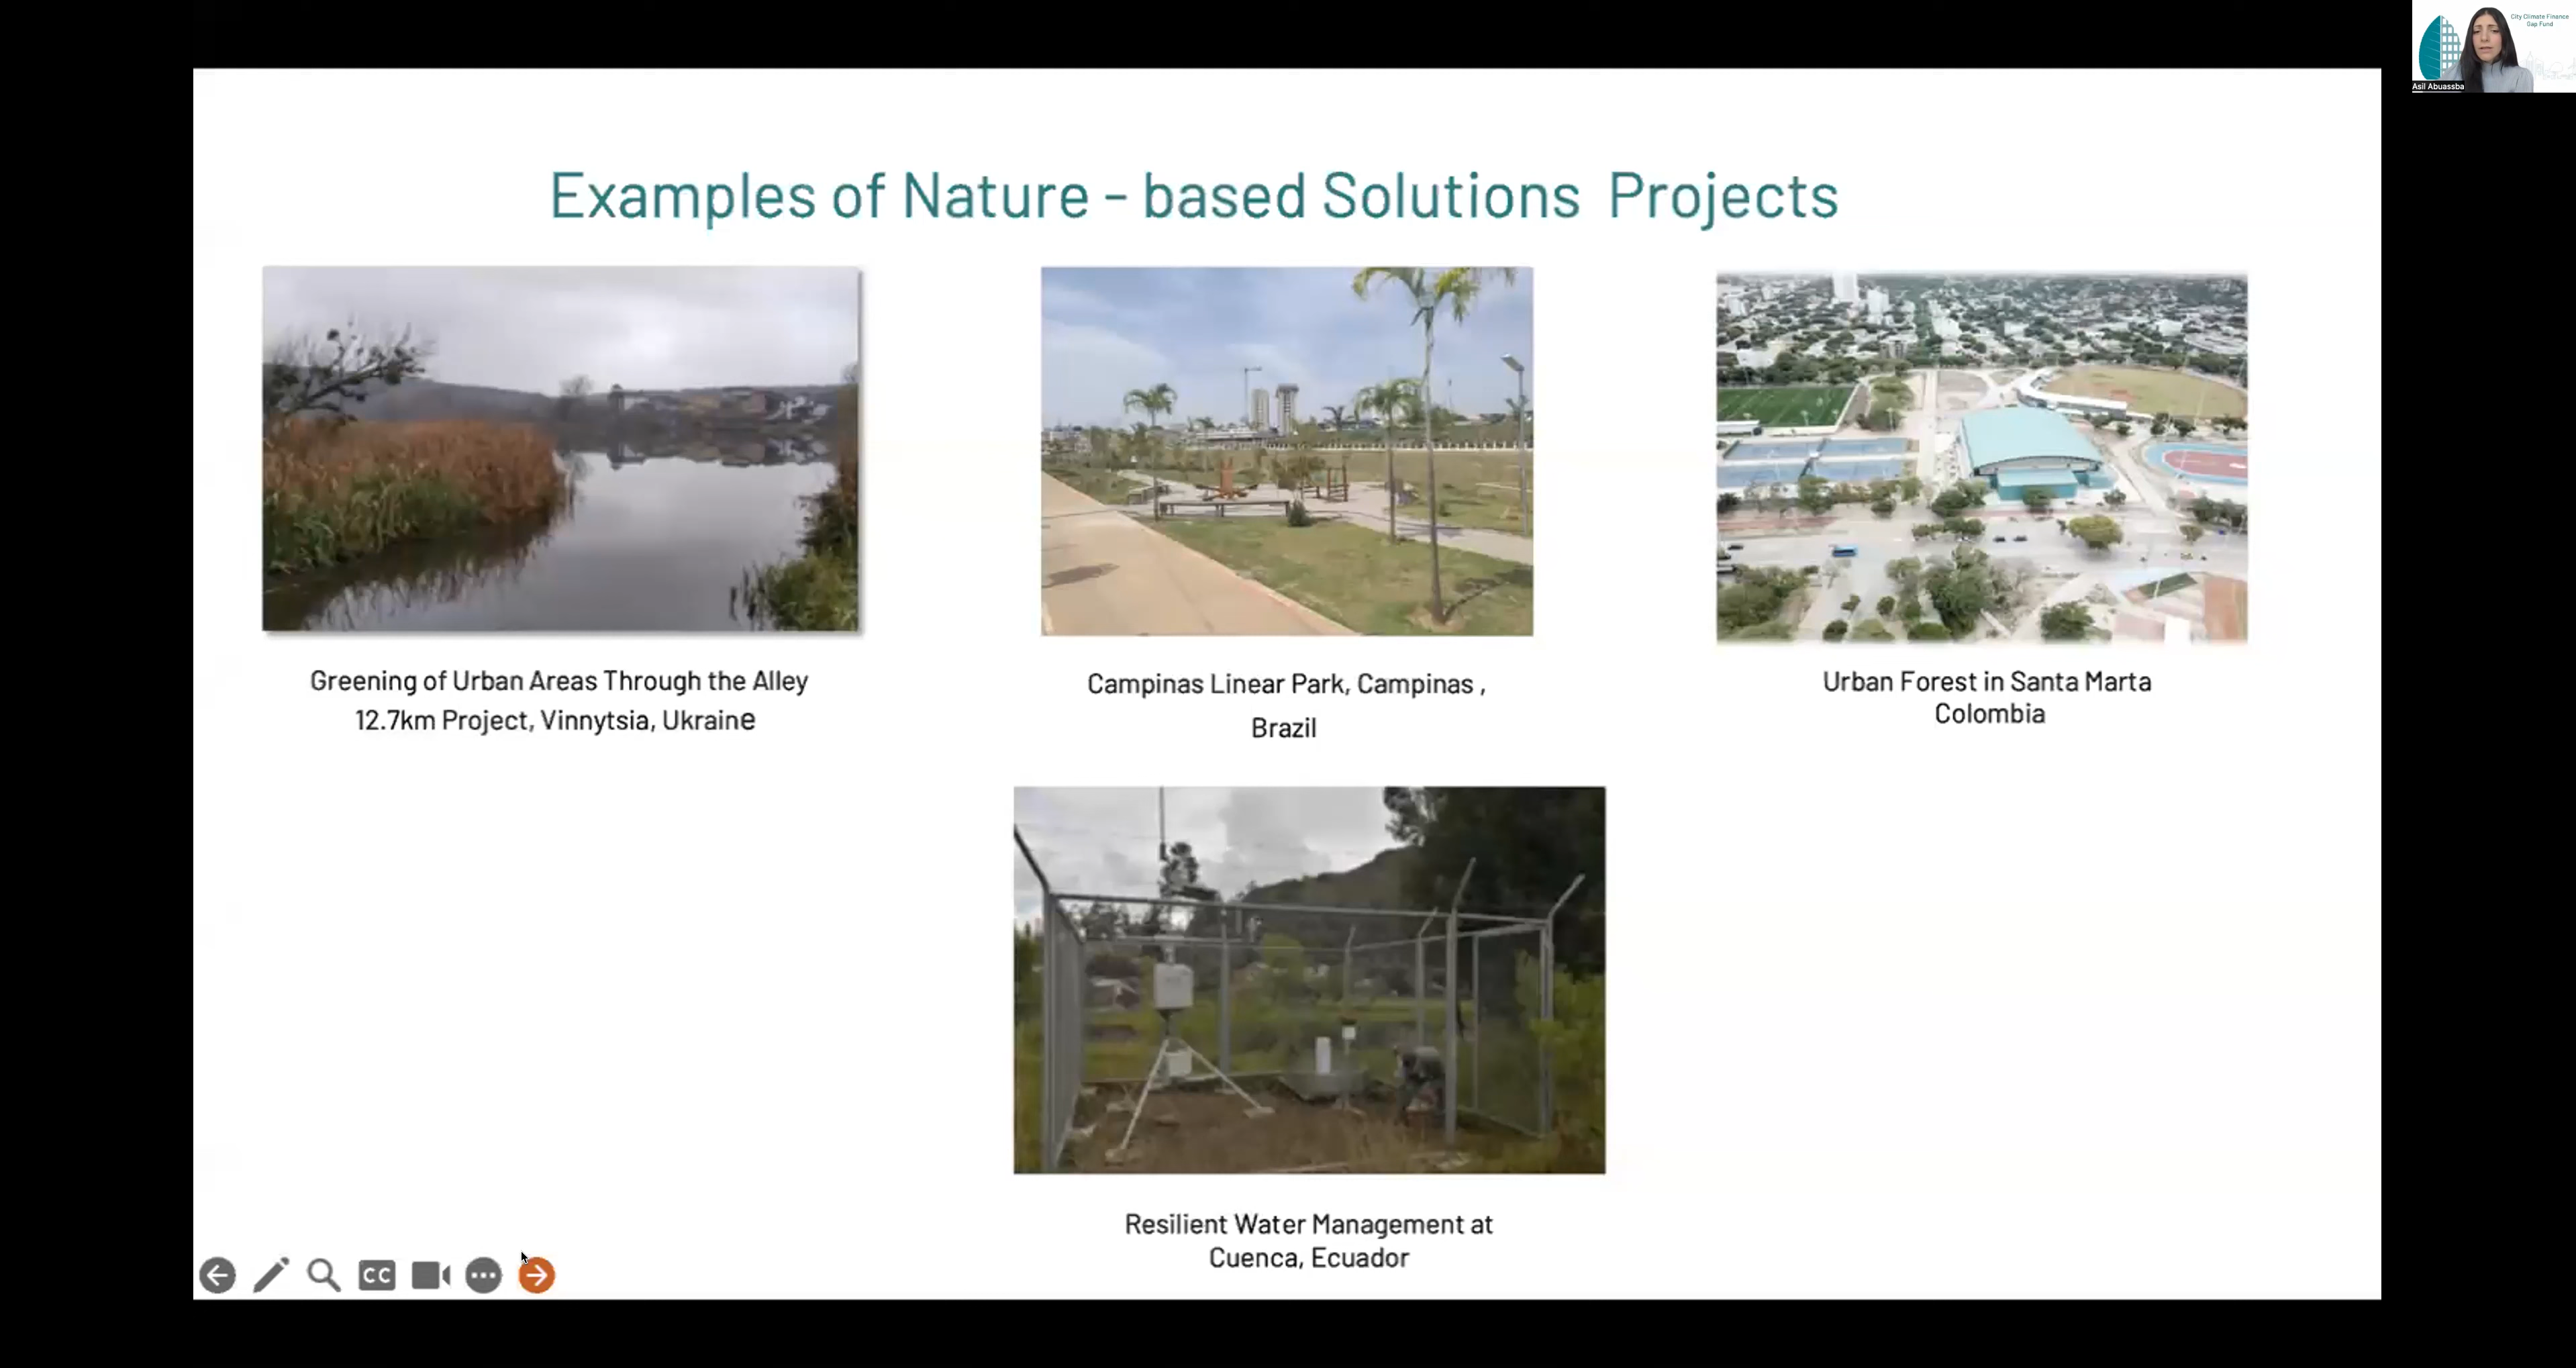 City Climate Finance
Gap Fund
Asil Abuassba
Examples of Nature - based Solutions Projects
Greening of Urban Areas Through the Alley
12.7km Project, Vinnytsia, Ukraine
Campinas Linear Park, Campinas ,
Brazil
Urban Forest in Santa Marta
Colombia
Resilient Water Management at
Cuenca, Ecuador
CC